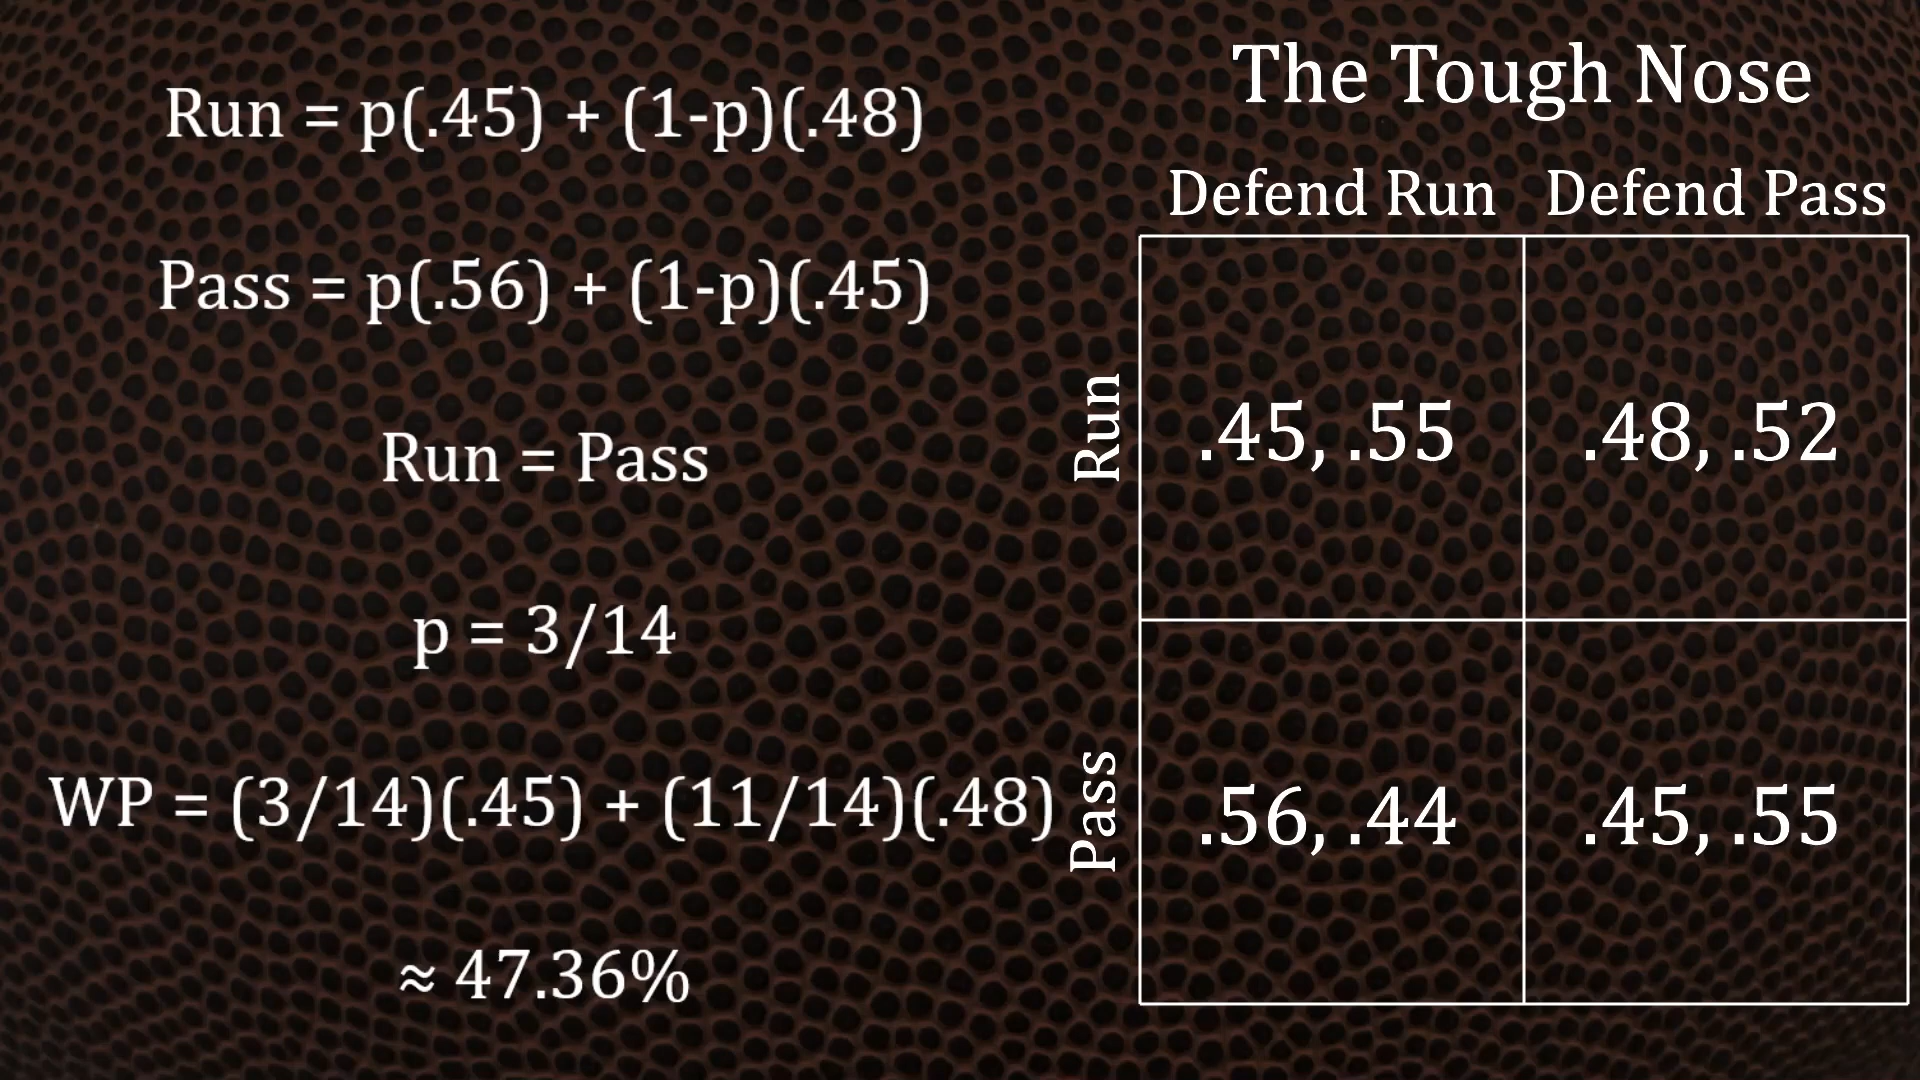 Run = p(.45) + (1-p)(.48)
Pass = p(.56) + (1-p)(.45)
Run = Pass
p = 3/14
WP = (3/14)(.45) + (11/14)(.48)
≈ 47.36%
The Tough Nose
Defend Run Defend Pass
Run
.45, .55 .48, .52
Pass
.56, .44 .45, .55